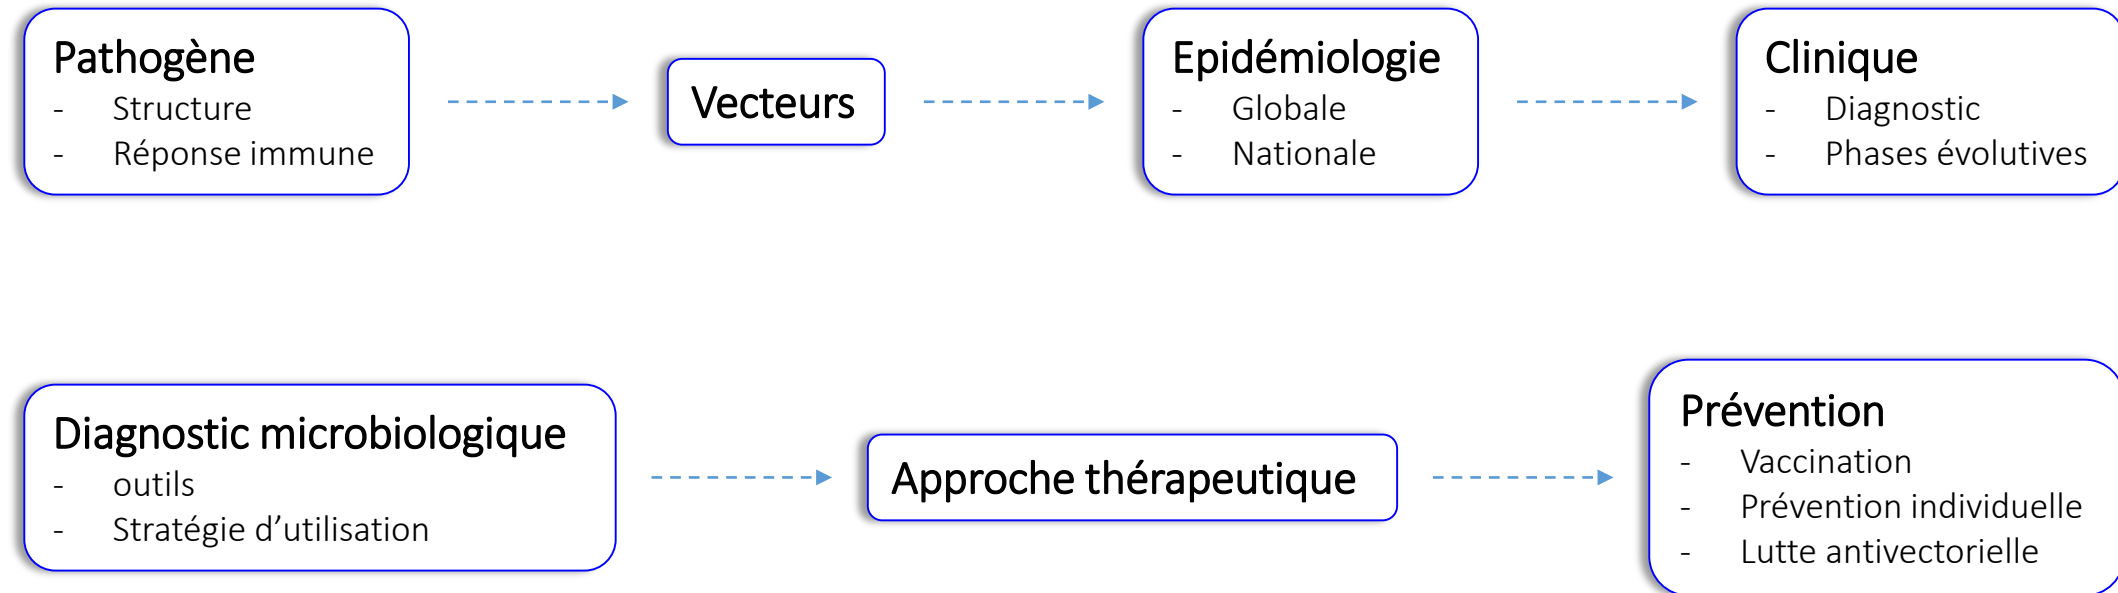 Pathogène
- Structure
- Réponse immune
Vecteurs
Epidémiologie
- Globale
- Nationale
Clinique
- Diagnostic
- Phases évolutives
Diagnostic microbiologique
- outils
- Stratégie d’utilisation
Approche thérapeutique
Prévention
- Vaccination
- Prévention individuelle
- Lutte antivectorielle